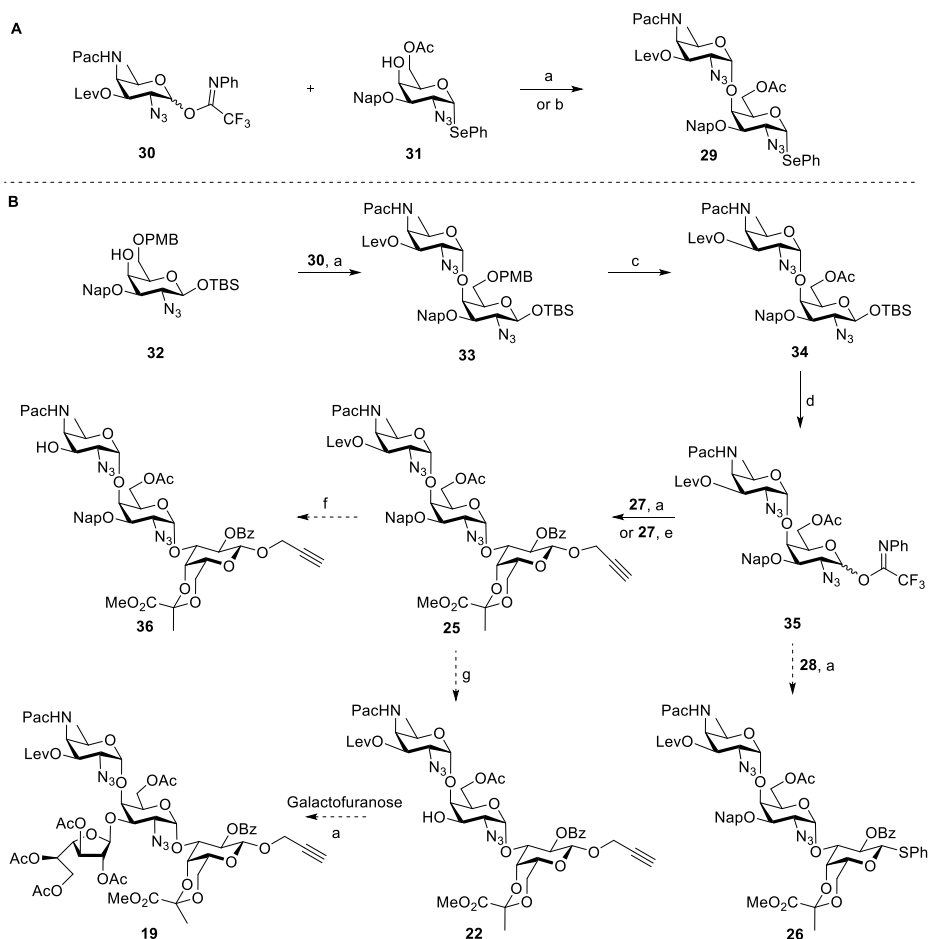 A
PacHN
O
LevO
N3
O
NPh
CF3
30
+
OAc
HO
O
NapO
N3
SePh
31
a
or b
PacHN
O
LevO
N3
O
OAc
O
NapO
N3
SePh
29
B
OPMB
HO
O
NapO
OTBS
N3
32
30, a
PacHN
O
LevO
N3
O
OPMB
O
NapO
OTBS
N3
33
c
PacHN
O
LevO
N3
O
OAc
O
NapO
OTBS
N3
34
d
PacHN
O
HO
N3
O
OAc
O
NapO
N3
OBz
O
O
O
O
MeO2C
O
36
f
PacHN
O
LevO
N3
O
OAc
O
NapO
N3
OBz
O
O
O
O
MeO2C
O
25
27, a
or 27, e
PacHN
O
LevO
N3
O
OAc
O
NapO
N3
O
NPh
CF3
35
g
28, a
PacHN
O
LevO
N3
O
OAc
O
AcO
O
O
N3
OBz
O
O
O
AcO
AcO
OAc
O
MeO2C
O
19
Galactofuranose
a
PacHN
O
LevO
N3
O
OAc
O
HO
N3
OBz
O
O
O
O
MeO2C
O
22
PacHN
O
LevO
N3
O
OAc
O
NapO
N3
OBz
O
SPh
O
O
MeO2C
O
26